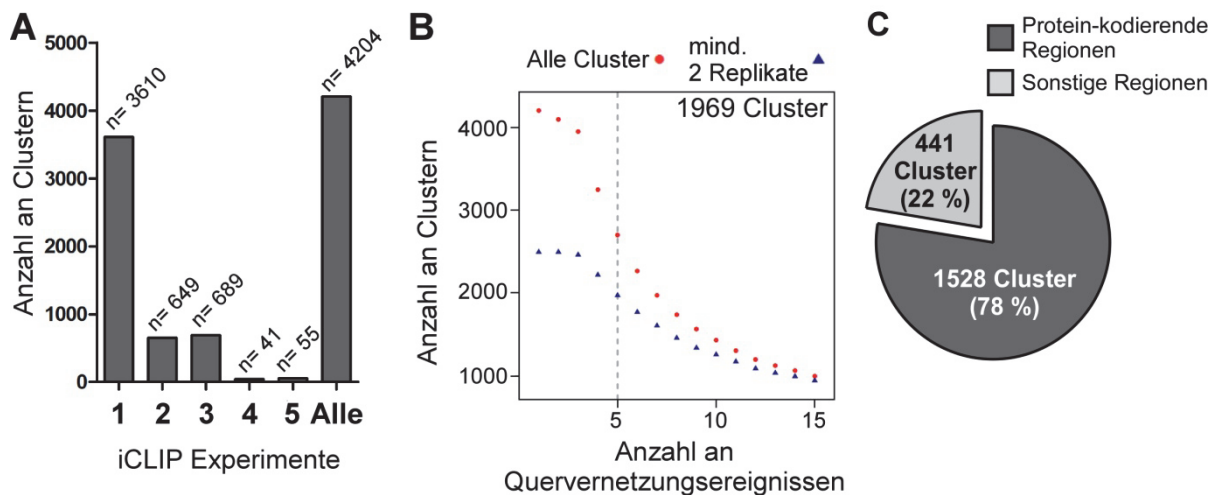 A
Anzahl an Clustern
5000
4000
3000
2000
1000
0
n= 3610
n= 649
n= 689
n= 41
n= 55
n= 4204
1 2 3 4 5 Alle
iCLIP Experimente
B
Alle Cluster
mind.
2 Replikate
1969 Cluster
Anzahl an Clustern
4000
3000
2000
1000
5 10 15
Anzahl an
Quervernetzungsereignissen
C
Protein-kodierende
Regionen
Sonstige Regionen
441
Cluster
(22 %)
1528 Cluster
(78 %)